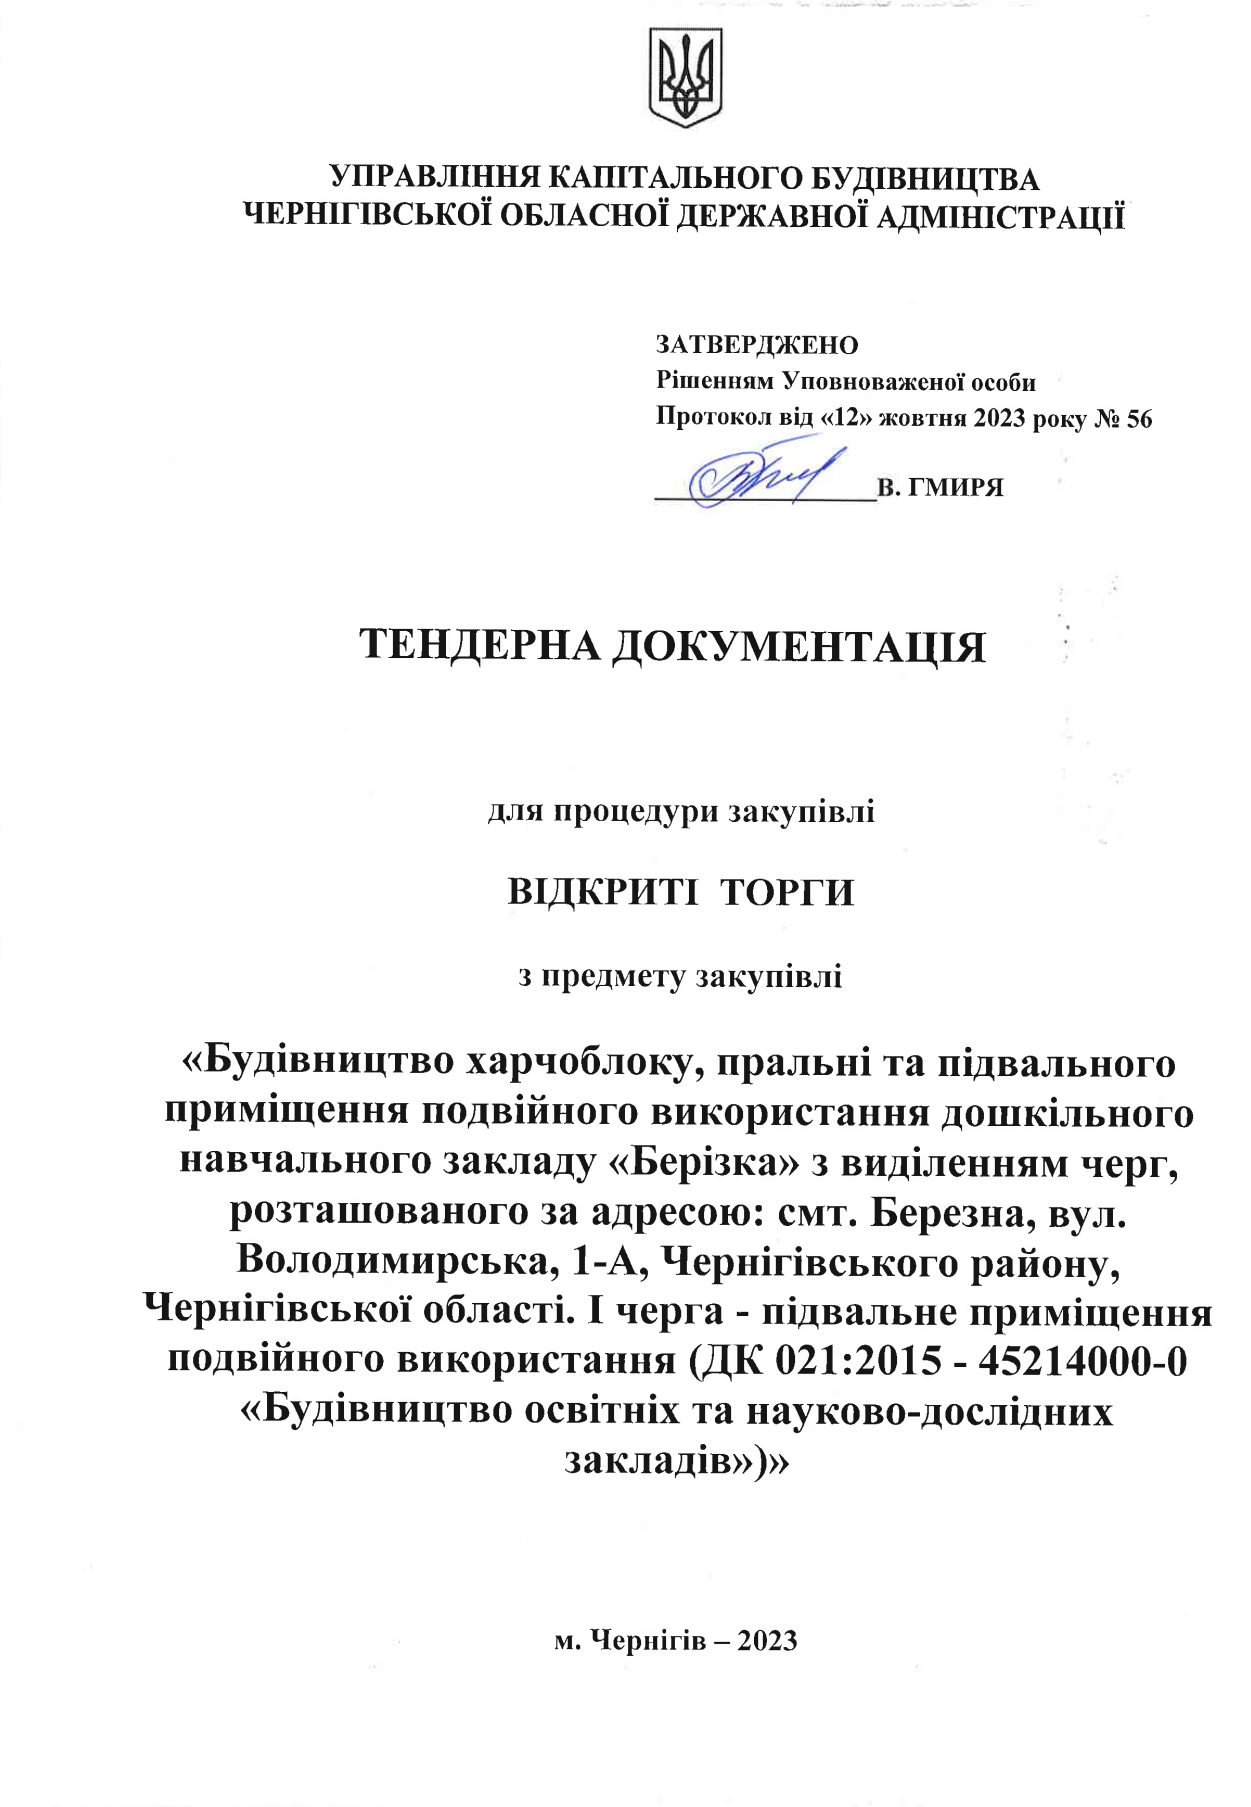 УПРАВЛІННЯ КАПІТАЛЬНОГО БУДІВНИЦТВА
ЧЕРНІГІВСЬКОЇ ОБЛАСНОЇ ДЕРЖАВНОЇ АДМІНІСТРАЦІЇ
ЗАТВЕРДЖЕНО
Рішенням Уповноваженої особи
Протокол від «12» жовтня 2023 року № 56
В. ГМИРЯ
ТЕНДЕРНА ДОКУМЕНТАЦІЯ
для процедури закупівлі
ВІДКРИТІ ТОРГИ
з предмету закупівлі
«Будівництво харчоблоку, пральні та підвального
приміщення подвійного використання дошкільного
навчального закладу «Берізка» з виділенням черг,
розташованого за адресою: смт. Березна, вул.
Володимирська, 1-А, Чернігівського району,
Чернігівської області. І черга - підвальне приміщення
подвійного використання (ДК 021:2015 - 45214000-0
«Будівництво освітніх та науково-дослідних
закладів»)»
м. Чернігів – 2023